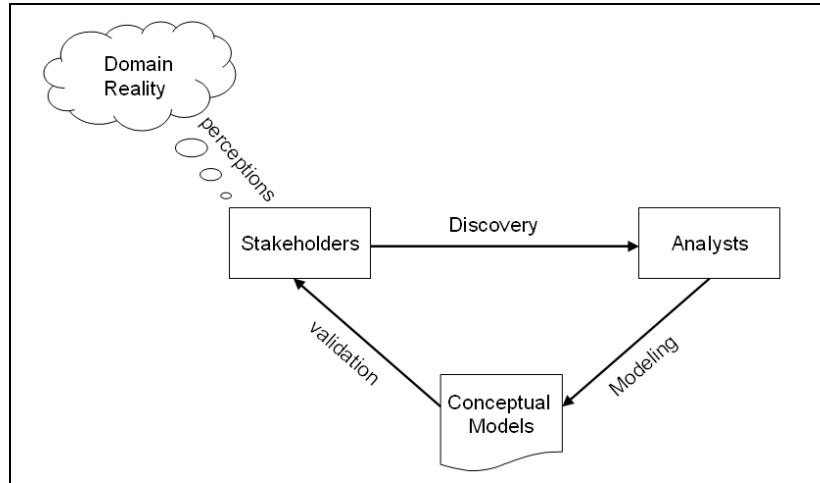 Domain
Reality
perceptions
Stakeholders
Discovery
Analysts
validation
Modeling
Conceptual
Models